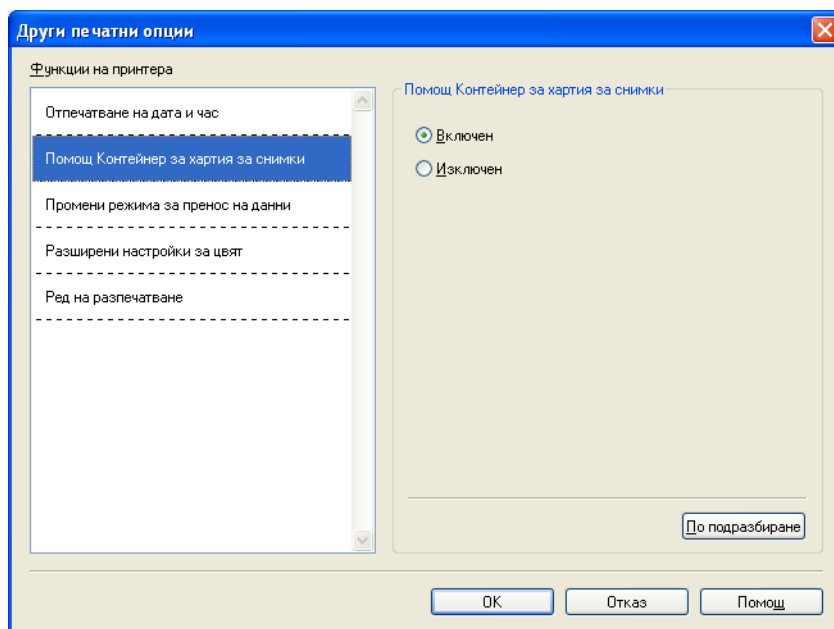 Други печатни опции
Функции на принтера
Отпечатване на дата и час
Помощ Контейнер за хартия за снимки
Промени режима за пренос на данни
Разширени настройки за цвят
Ред на разпечатване
Помощ Контейнер за хартия за снимки
Включен
Изключен
По подразбиране
OK
Отказ
Помощ